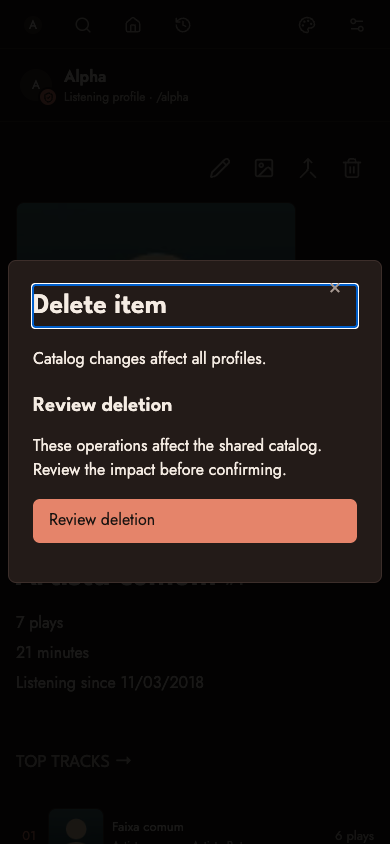 A
A
Alpha
Listening profile · /alpha
Delete item
×
Catalog changes affect all profiles.
Review deletion
These operations affect the shared catalog.
Review the impact before confirming.
Review deletion
7 plays
21 minutes
Listening since 11/03/2018
TOP TRACKS →
01
Faixa comum
6 plays